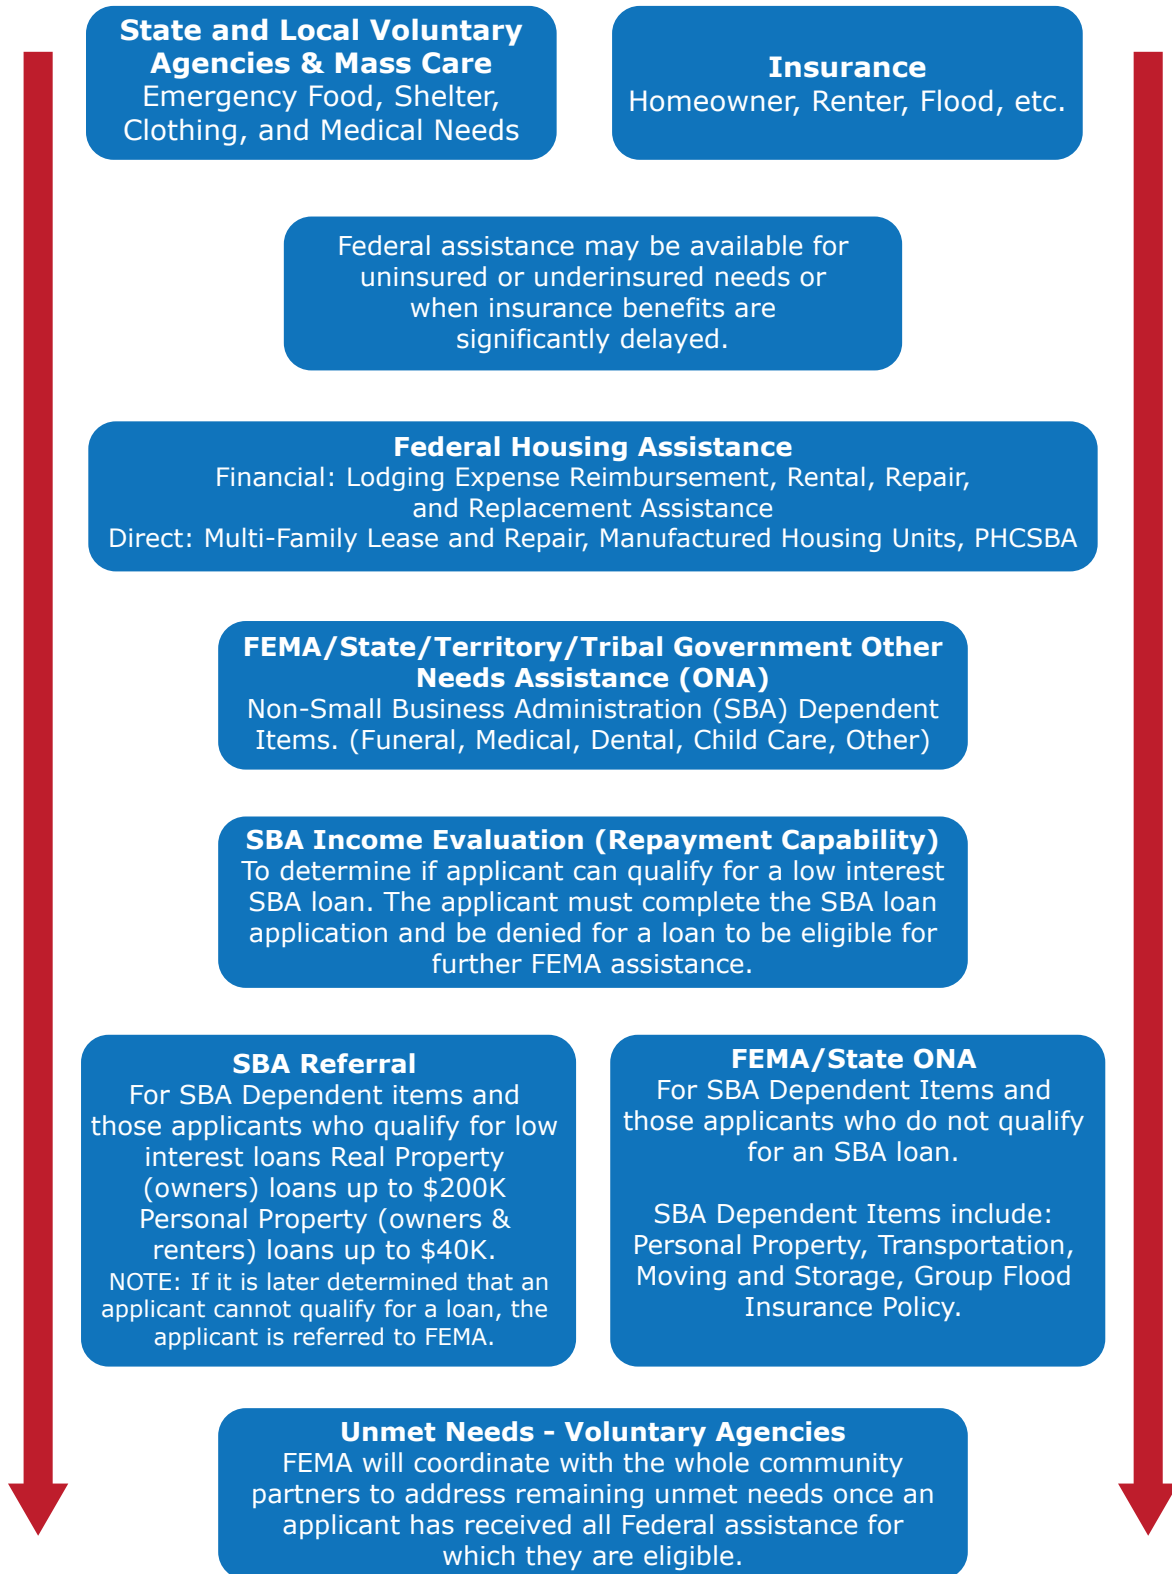 State and Local Voluntary
Agencies & Mass Care
Emergency Food, Shelter,
Clothing, and Medical Needs
Insurance
Homeowner, Renter, Flood, etc.
Federal assistance may be available for
uninsured or underinsured needs or
when insurance benefits are
significantly delayed.
Federal Housing Assistance
Financial: Lodging Expense Reimbursement, Rental, Repair,
and Replacement Assistance
Direct: Multi-Family Lease and Repair, Manufactured Housing Units, PHCSBA
FEMA/State/Territory/Tribal Government Other
Needs Assistance (ONA)
Non-Small Business Administration (SBA) Dependent
Items. (Funeral, Medical, Dental, Child Care, Other)
SBA Income Evaluation (Repayment Capability)
To determine if applicant can qualify for a low interest
SBA loan. The applicant must complete the SBA loan
application and be denied for a loan to be eligible for
further FEMA assistance.
SBA Referral
For SBA Dependent items and
those applicants who qualify for low
interest loans Real Property
(owners) loans up to $200K
Personal Property (owners &
renters) loans up to $40K.
NOTE: If it is later determined that an
applicant cannot qualify for a loan, the
applicant is referred to FEMA.
FEMA/State ONA
For SBA Dependent Items and
those applicants who do not qualify
for an SBA loan.
SBA Dependent Items include:
Personal Property, Transportation,
Moving and Storage, Group Flood
Insurance Policy.
Unmet Needs – Voluntary Agencies
FEMA will coordinate with the whole community
partners to address remaining unmet needs once an
applicant has received all Federal assistance for
which they are eligible.